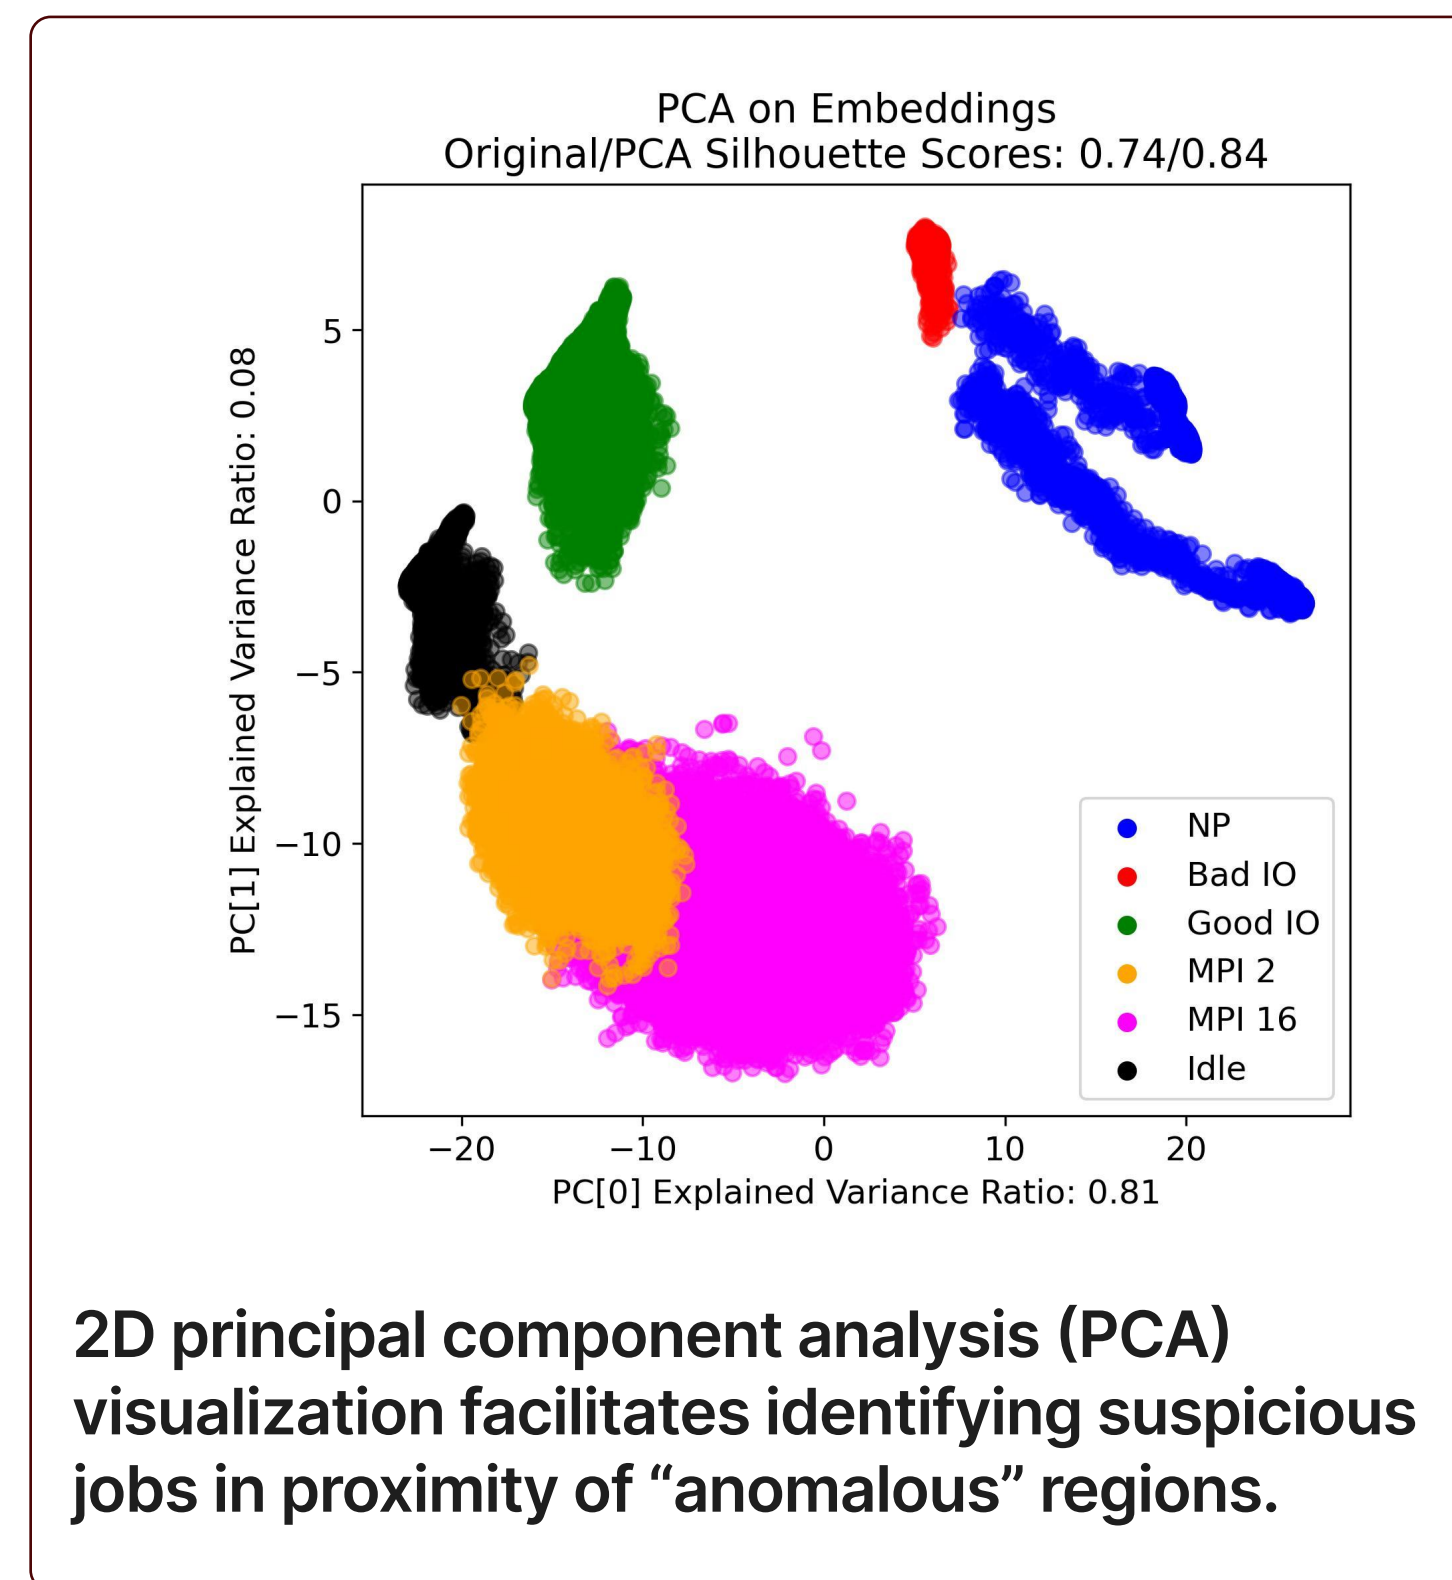 PCA on Embeddings
Original/PCA Silhouette Scores: 0.74/0.84
PC[1] Explained Variance Ratio: 0.08
5
0
−5
−10
−15
NP
Bad IO
Good IO
MPI 2
MPI 16
Idle
−20
−10
0
10
20
PC[0] Explained Variance Ratio: 0.81
2D principal component analysis (PCA)
visualization facilitates identifying suspicious
jobs in proximity of “anomalous” regions.